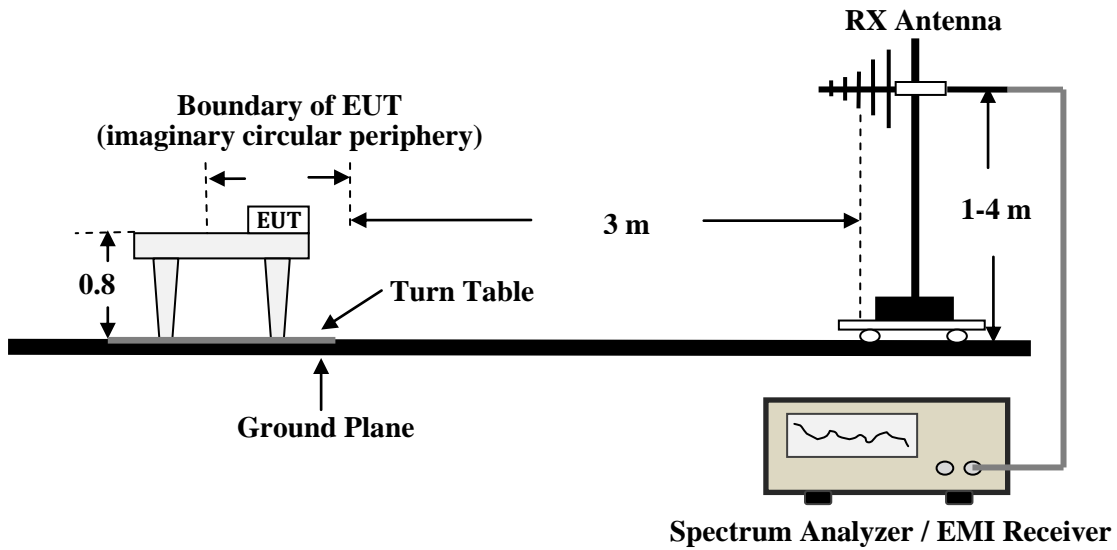 RX Antenna
Boundary of EUT
(imaginary circular periphery)
EUT
3 m
1-4 m
0.8
Turn Table
Ground Plane
Spectrum Analyzer / EMI Receiver